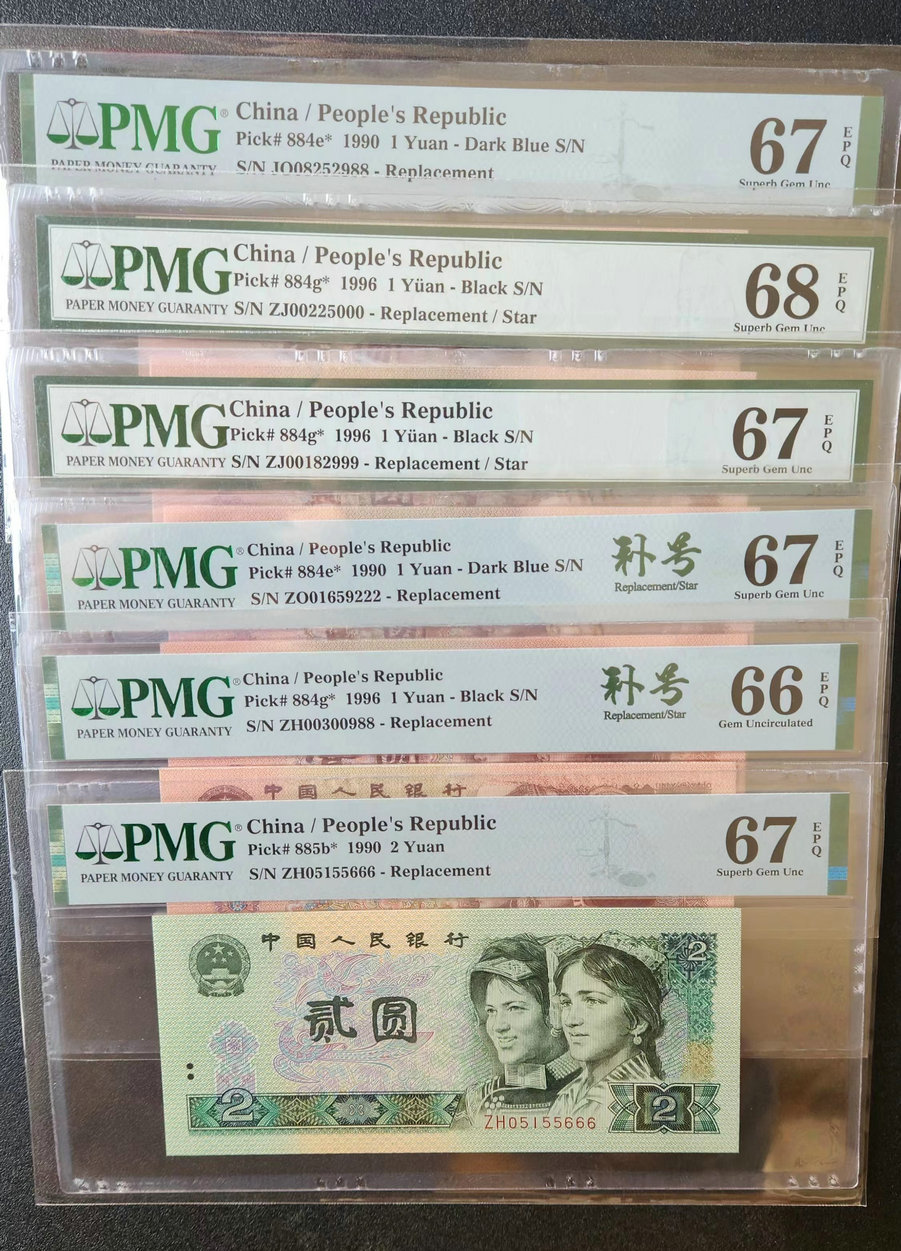 PMG®
PAPER MONEY GUARANTY
China / People's Republic
Pick# 884e* 1990 1 Yuan - Dark Blue S/N
S/N JO08252988 - Replacement
67
EPQ
Superb Gem Unc
PMG
PAPER MONEY GUARANTY
China / People's Republic
Pick# 884g* 1996 1 Yüan - Black S/N
S/N ZJ00225000 - Replacement / Star
68
EPQ
Superb Gem Unc
PMG
PAPER MONEY GUARANTY
China / People's Republic
Pick# 884g* 1996 1 Yüan - Black S/N
S/N ZJ00182999 - Replacement / Star
67
EPQ
Superb Gem Unc
PMG®
PAPER MONEY GUARANTY
China / People's Republic
Pick# 884e* 1990 1 Yuan - Dark Blue S/N
S/N ZO01659222 - Replacement
补号
Replacement/Star
67
EPQ
Superb Gem Unc
PMG®
PAPER MONEY GUARANTY
China / People's Republic
Pick# 884g* 1996 1 Yuan - Black S/N
S/N ZH00300988 - Replacement
补号
Replacement/Star
66
EPQ
Gem Uncirculated
中国人民银行
PMG®
PAPER MONEY GUARANTY
China / People's Republic
Pick# 885b* 1990 2 Yuan
S/N ZH05155666 - Replacement
67
EPQ
Superb Gem Unc
中国人民银行
2
贰圆
2
ZH05155666
2